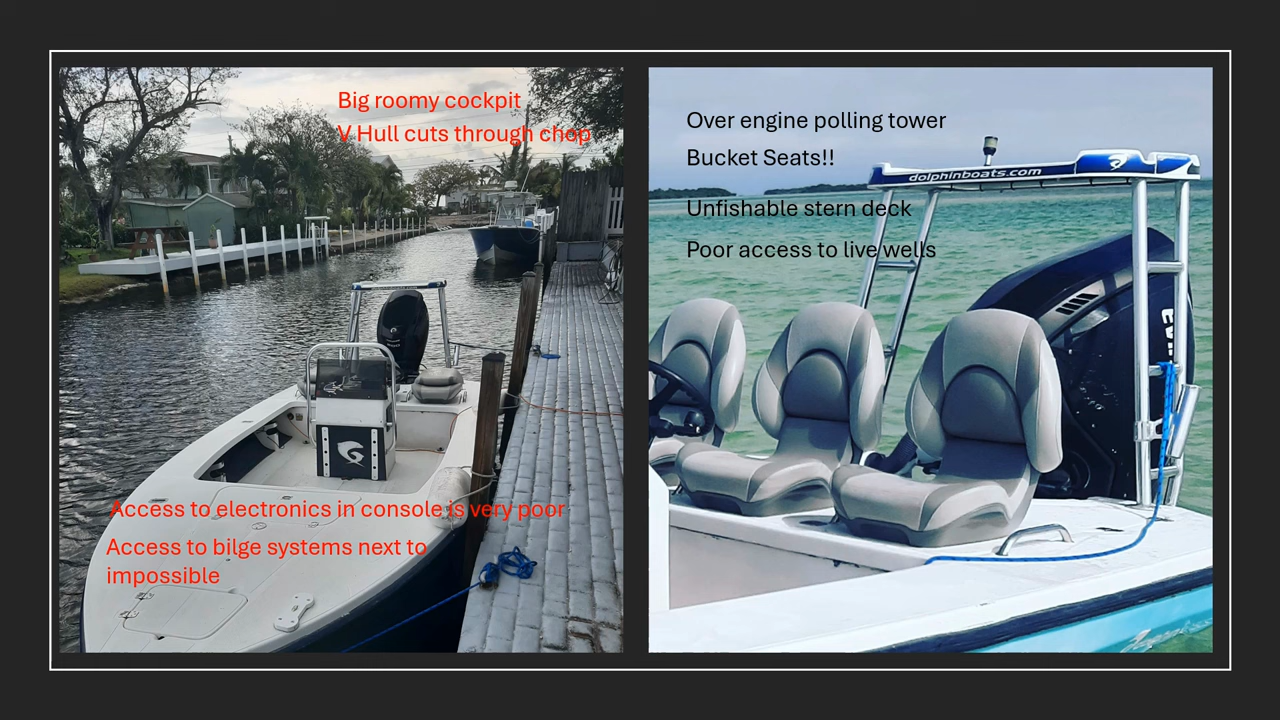 Big roomy cockpit
V Hull cuts through chop
Access to electronics in console is very poor
Access to bilge systems next to
impossible
Over engine polling tower
Bucket Seats!!
Unfishable stern deck
Poor access to live wells
dolphinboats.com